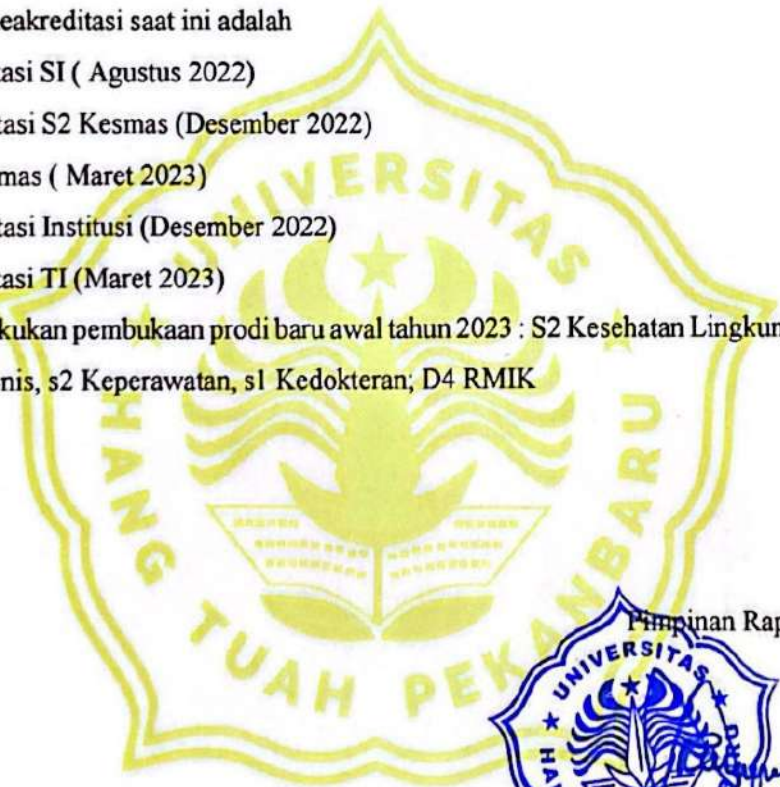 eakreditasi saat ini adalah
tasi SI ( Agustus 2022)
tasi S2 Kesmas (Desember 2022)
mas ( Maret 2023)
tasi Institusi (Desember 2022)
tasi TI (Maret 2023)
kukan pembukaan prodi baru awal tahun 2023 : S2 Kesehatan Lingkun
nis, s2 Keperawatan, s1 Kedokteran; D4 RMIK
UNIVERSITAS
HANG TUAH PEKANBARU
Pimpinan Rap
UNIVERSITAS